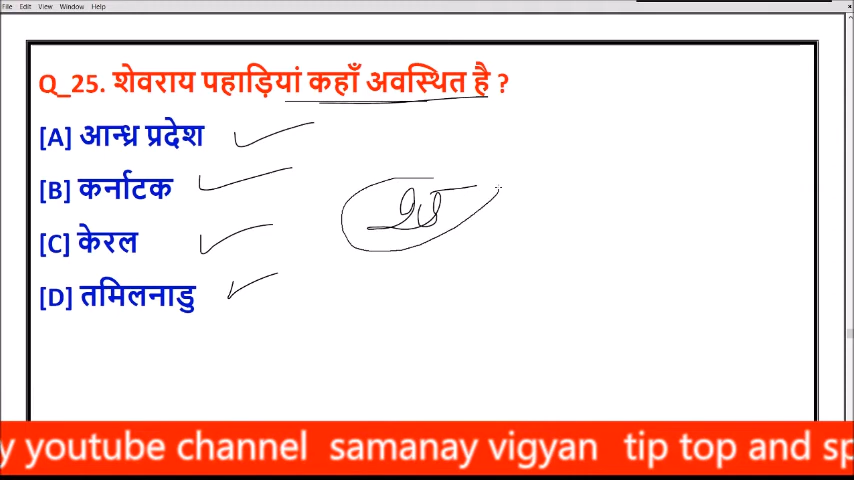 File Edit View Window Help
Q_25. शेवराय पहाड़ियां कहाँ अवस्थित है ?
[A] आन्ध्र प्रदेश
[B] कर्नाटक
[C] केरल
[D] तमिलनाडु
25
y youtube channel samanay vigyan tip top and sp